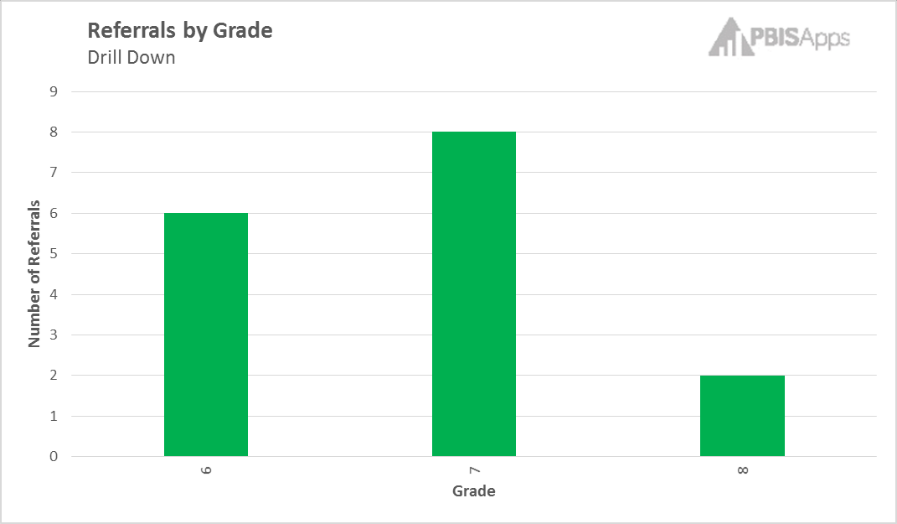 Referrals by Grade
Drill Down
PBISApps
9
8
7
6
5
4
3
2
1
0
Number of Referrals
6
7
8
Grade